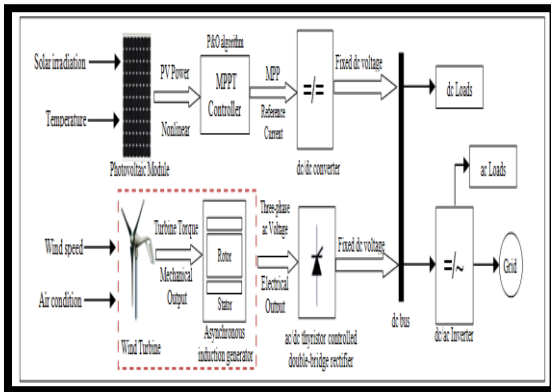 P&O algorithm
Solar irradiation
PV Power
MPPT
Controller
MPP
Fixed dc voltage
=/=
dc Loads
Temperature
Nonlinear
Reference
Current
Photovoltaic Module
dc/dc converter
ac Loads
Wind speed
Turbine Torque
Mechanical
Output
Rotor
Stator
Three-phase
ac Voltage
Electrical
Output
Fixed dc voltage
=/~
Grid
Air condition
Wind Turbine
Asynchronous
induction generator
ac/dc thyristor controlled
double-bridge rectifier
dc bus
dc/ac Inverter